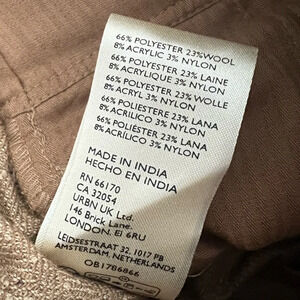 66% POLYESTER 23% WOOL
8% ACRYLIC 3% NYLON
66% POLYESTER 23% LAINE
8% ACRYLIQUE 3% NYLON
66% POLYESTER 23% WOLLE
8% ACRYL 3% NYLON
66% POLIESTERE 23% LANA
8% ACRILICO 3% NYLON
66% POLIÉSTER 23% LANA
8% ACRÍLICO 3% NYLON
MADE IN INDIA
HECHO EN INDIA
RN 66170
CA 32054
URBN UK Ltd.
146 Brick Lane.
LONDON. E1 6RU
LEIDSESTRAAT 32, 1017 PB
AMSTERDAM, NETHERLANDS
OB1786866